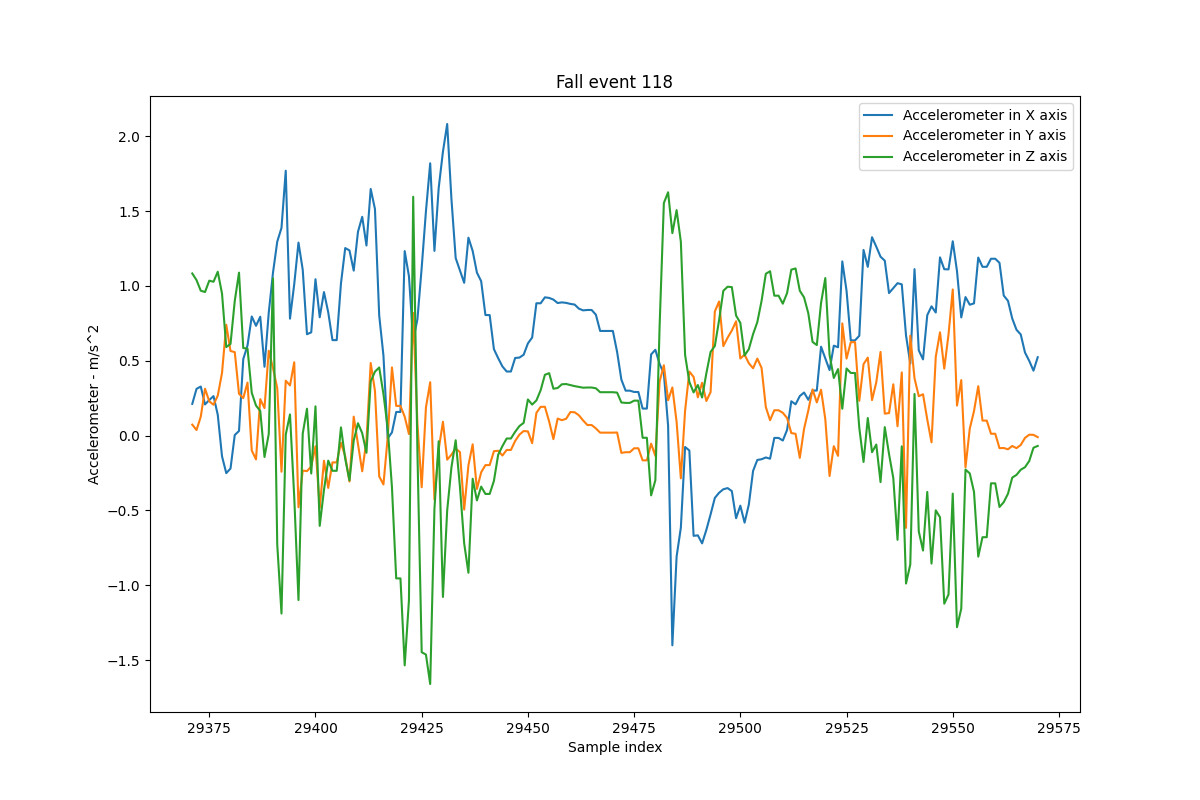 Fall event 118
Accelerometer in X axis
Accelerometer in Y axis
Accelerometer in Z axis
2.0
1.5
1.0
0.5
0.0
−0.5
−1.0
−1.5
Accelerometer - m/s^2
29375 29400 29425 29450 29475 29500 29525 29550 29575
Sample index